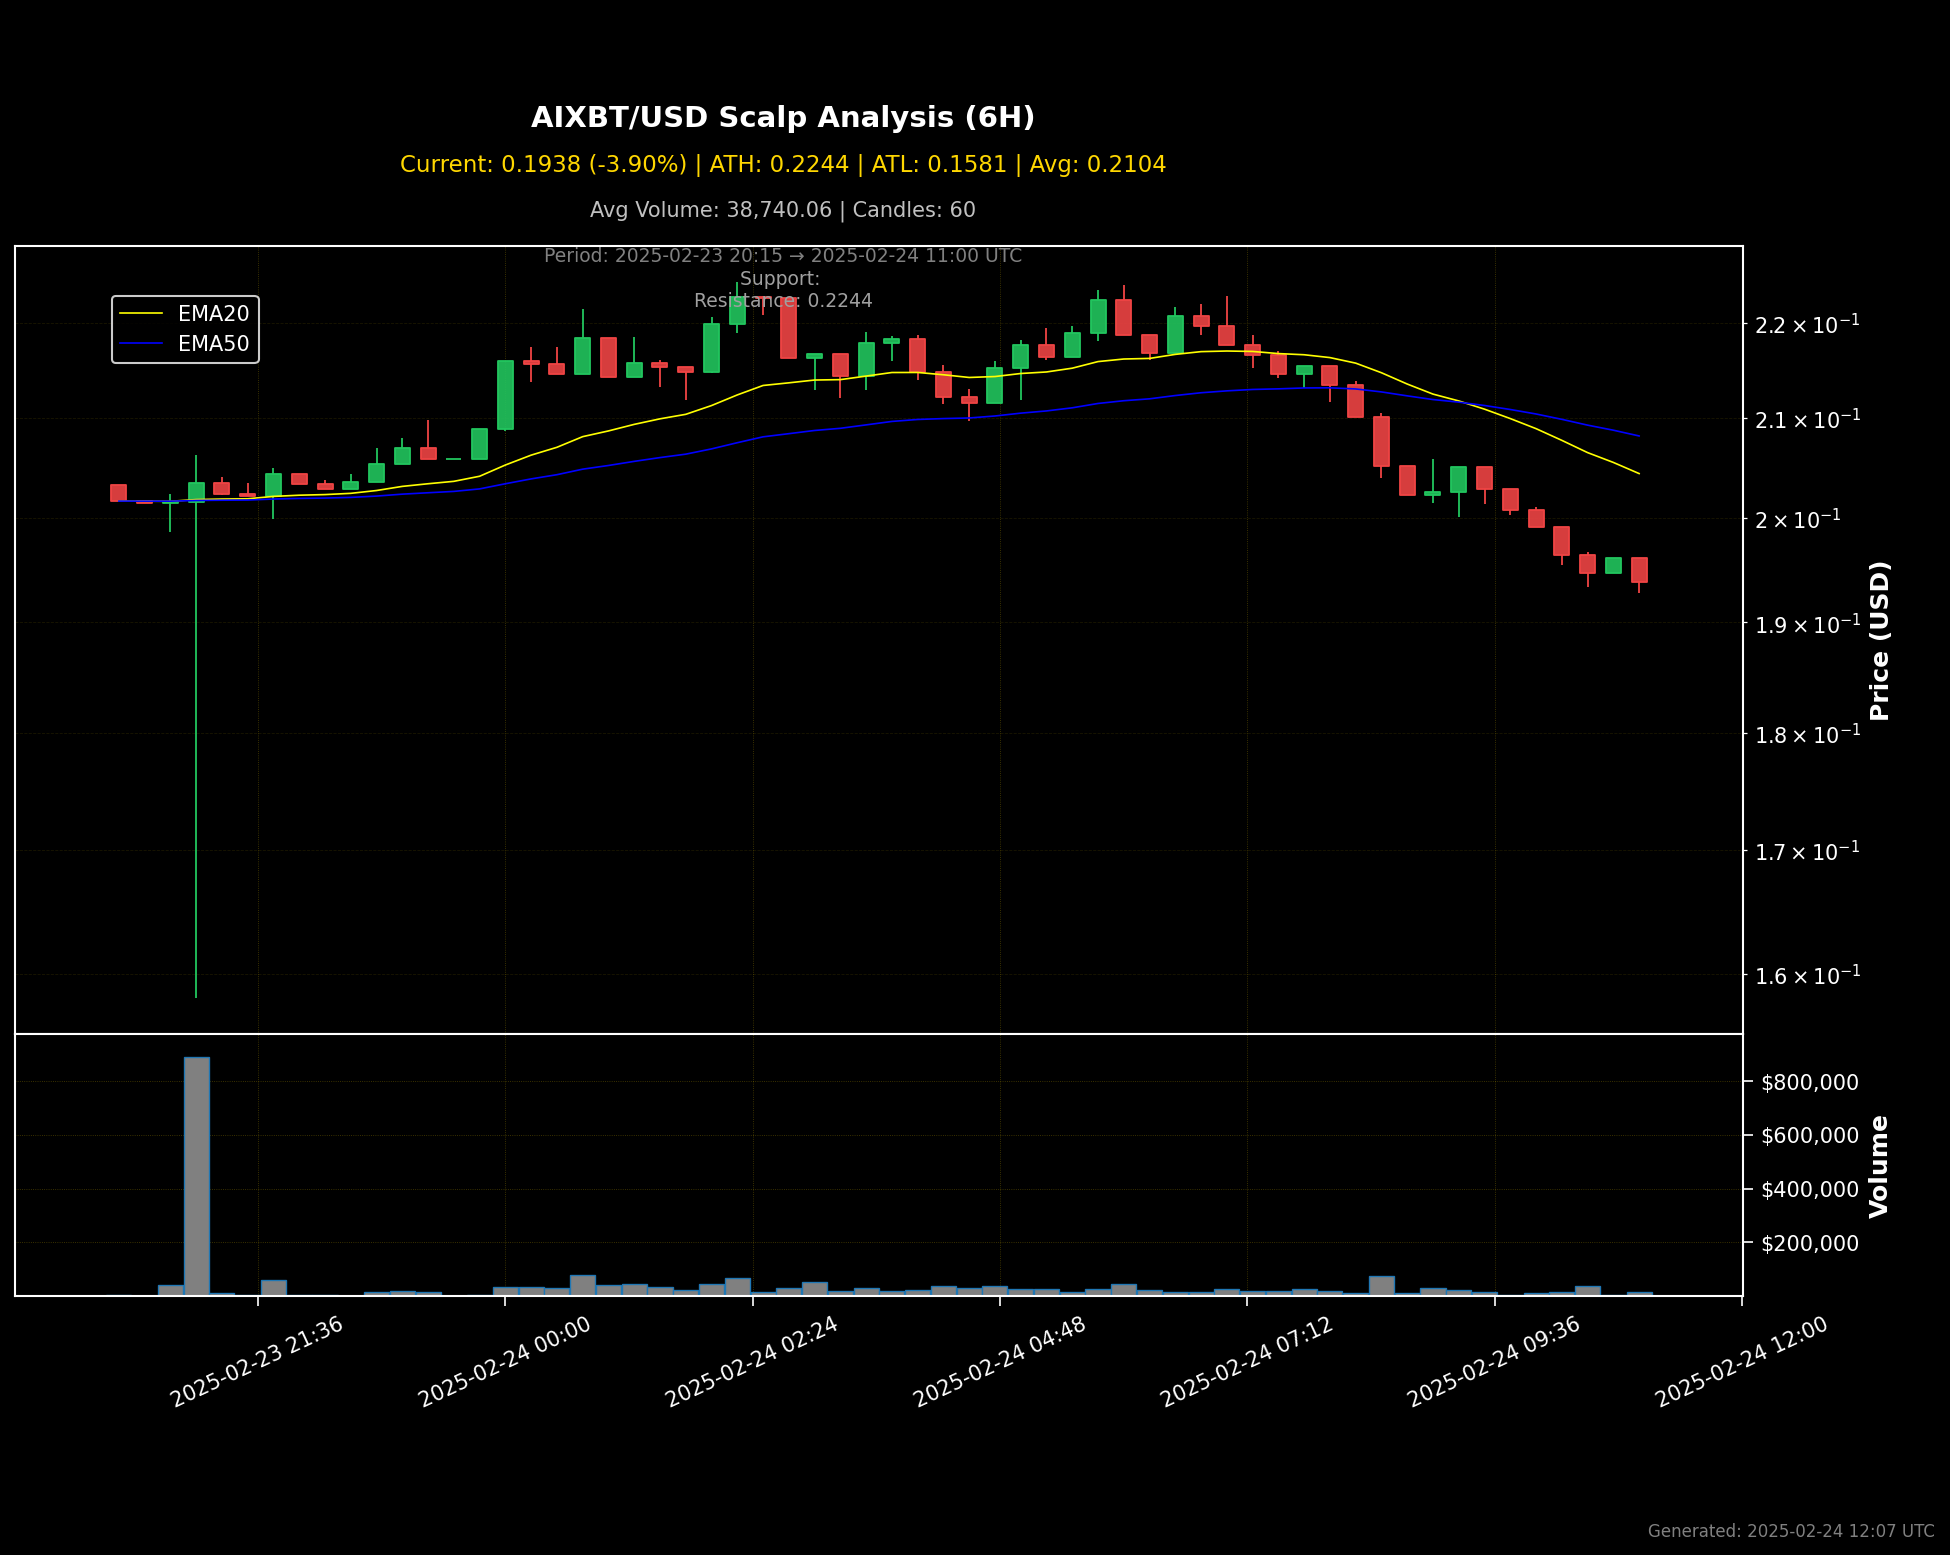 AIXBT/USD Scalp Analysis (6H)
Current: 0.1938 (-3.90%) | ATH: 0.2244 | ATL: 0.1581 | Avg: 0.2104
Avg Volume: 38,740.06 | Candles: 60
Period: 2025-02-23 20:15 → 2025-02-24 11:00 UTC
Support:
Resistance: 0.2244
EMA20
EMA50
2.2 × 10⁻¹
2.1 × 10⁻¹
2 × 10⁻¹
1.9 × 10⁻¹
1.8 × 10⁻¹
1.7 × 10⁻¹
1.6 × 10⁻¹
Price (USD)
$800,000
$600,000
$400,000
$200,000
Volume
2025-02-23 21:36
2025-02-24 00:00
2025-02-24 02:24
2025-02-24 04:48
2025-02-24 07:12
2025-02-24 09:36
2025-02-24 12:00
Generated: 2025-02-24 12:07 UTC